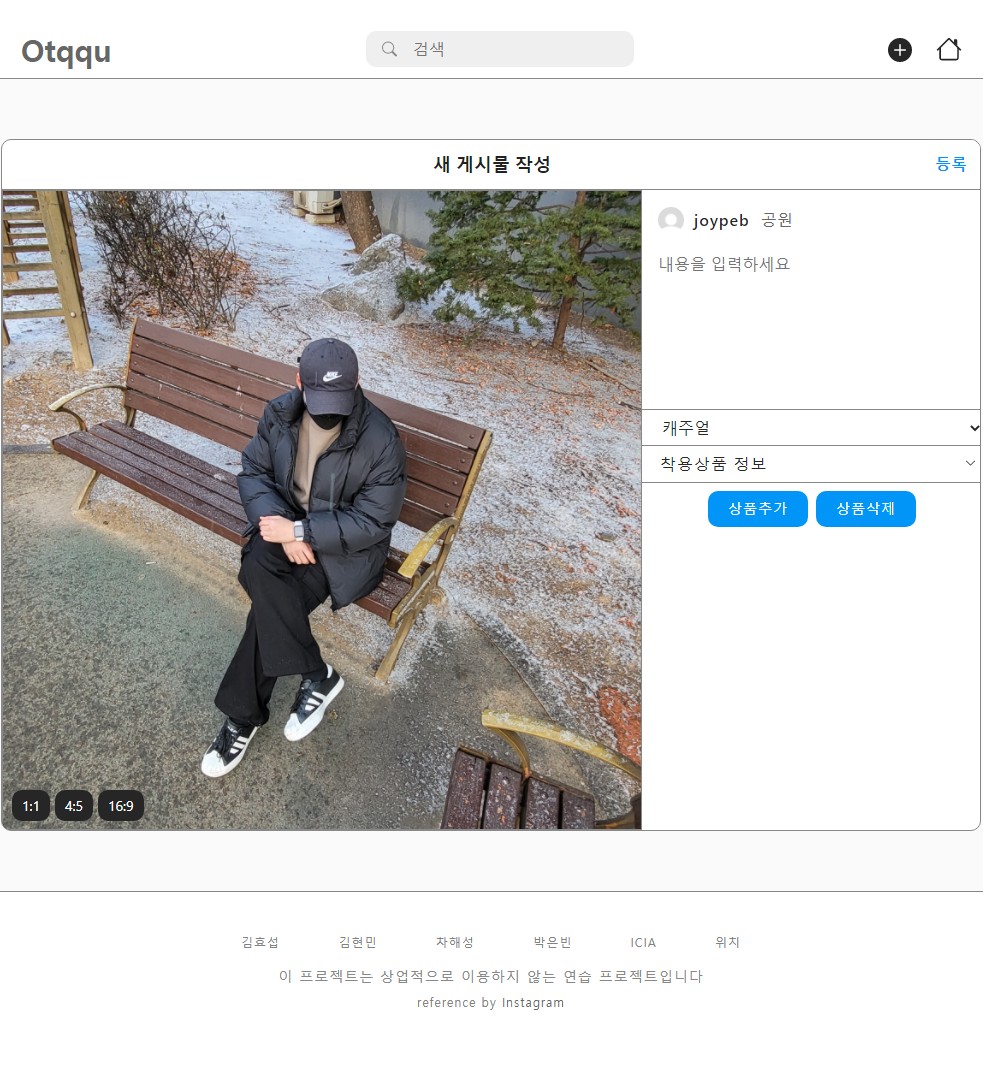 Otqqu
검색
새 게시물 작성
등록
joypeb 공원
내용을 입력하세요
캐주얼
착용상품 정보
상품추가 상품삭제
1:1 4:5 16:9
김효섭 김현민 차해성 박은빈 ICIA 위치
이 프로젝트는 상업적으로 이용하지 않는 연습 프로젝트입니다
reference by Instagram